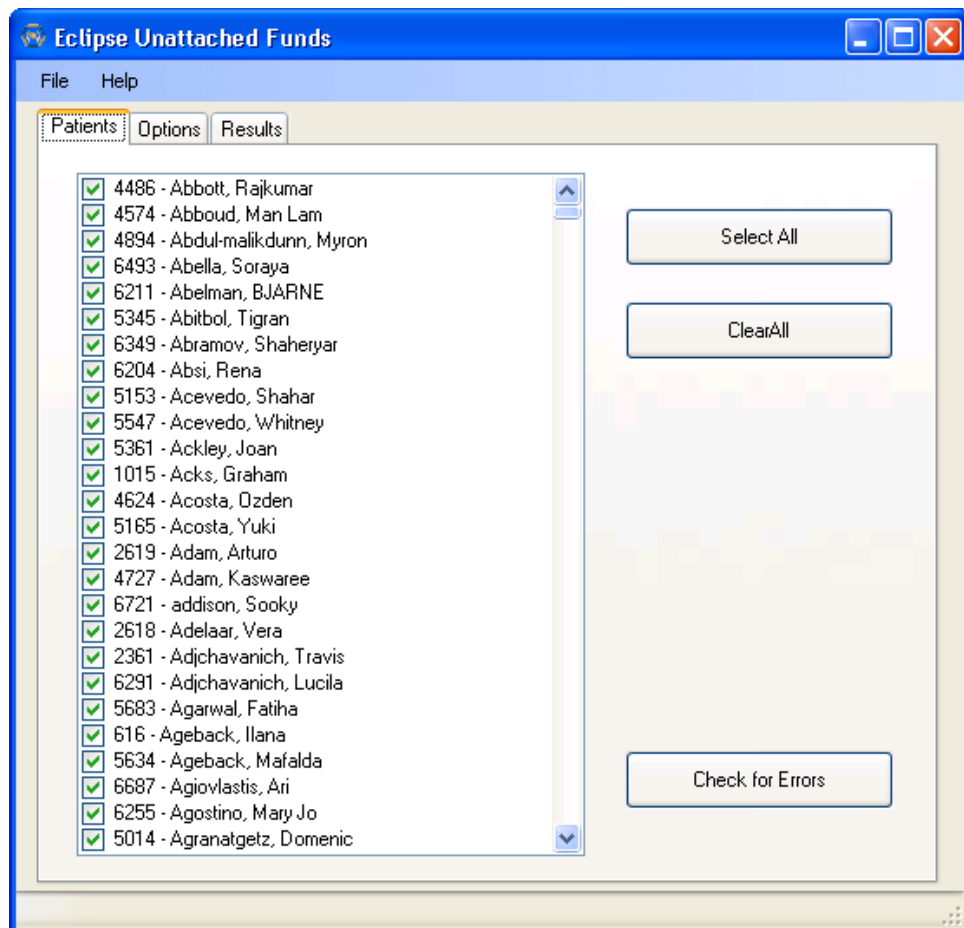 Eclipse Unattached Funds
File Help
Patients Options Results
4486 - Abbott, Rajkumar
4574 - Abboud, Man Lam
4894 - Abdul-malikdunn, Myron
6493 - Abella, Soraya
6211 - Abelman, BJARNE
5345 - Abitbol, Tigran
6349 - Abramov, Shaheryar
6204 - Absi, Rena
5153 - Acevedo, Shahar
5547 - Acevedo, Whitney
5361 - Ackley, Joan
1015 - Acks, Graham
4624 - Acosta, Ozden
5165 - Acosta, Yuki
2619 - Adam, Arturo
4727 - Adam, Kaswaree
6721 - addison, Sooky
2618 - Adelaar, Vera
2361 - Adjchavanich, Travis
6291 - Adjchavanich, Lucila
5683 - Agarwal, Fatiha
616 - Ageback, Ilana
5634 - Ageback, Mafalda
6687 - Agiovlastis, Ari
6255 - Agostino, Mary Jo
5014 - Agranatgetz, Domenic
Select All
ClearAll
Check for Errors